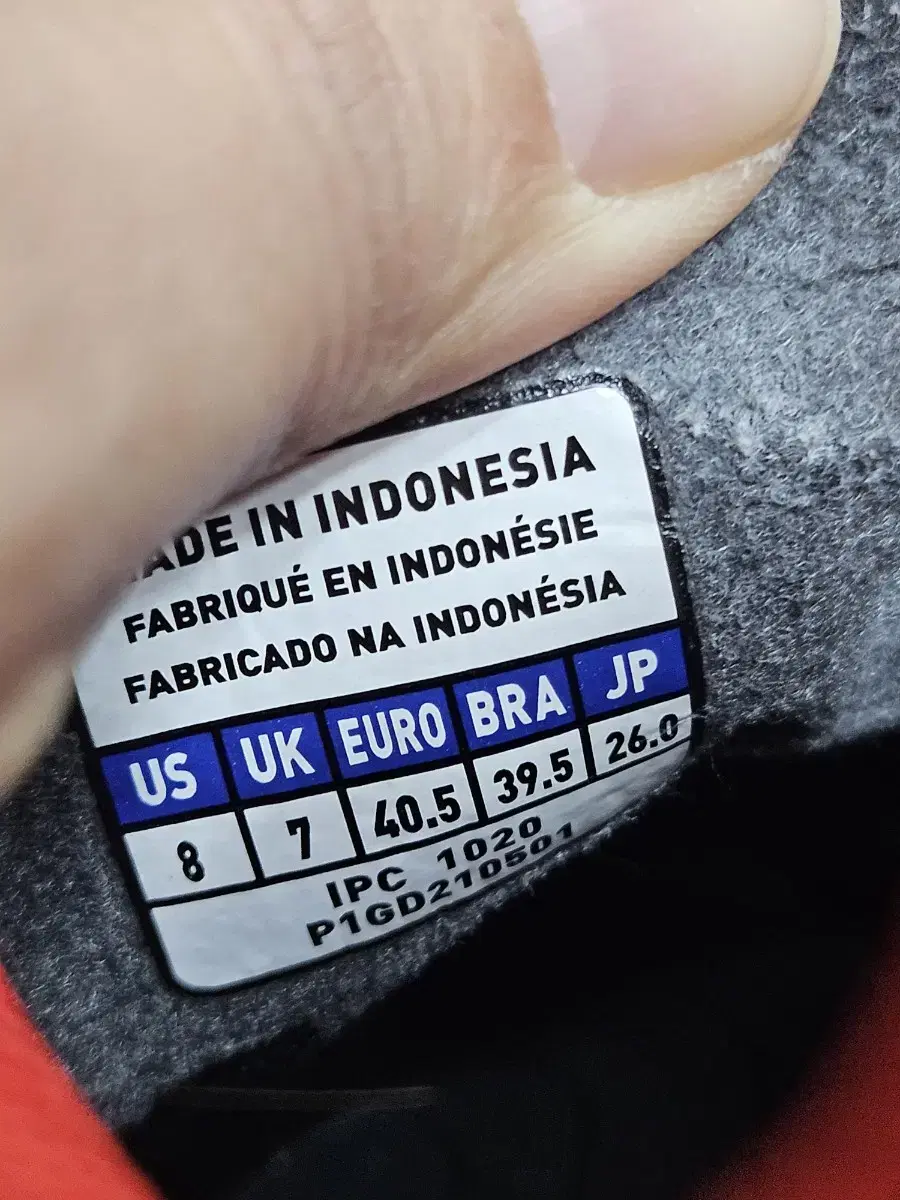 MADE IN INDONESIA
FABRIQUÉ EN INDONÉSIE
FABRICADO NA INDONÉSIA
US UK EURO BRA JP
8 7 40.5 39.5 26.0
IPC 1020
P1GD210501